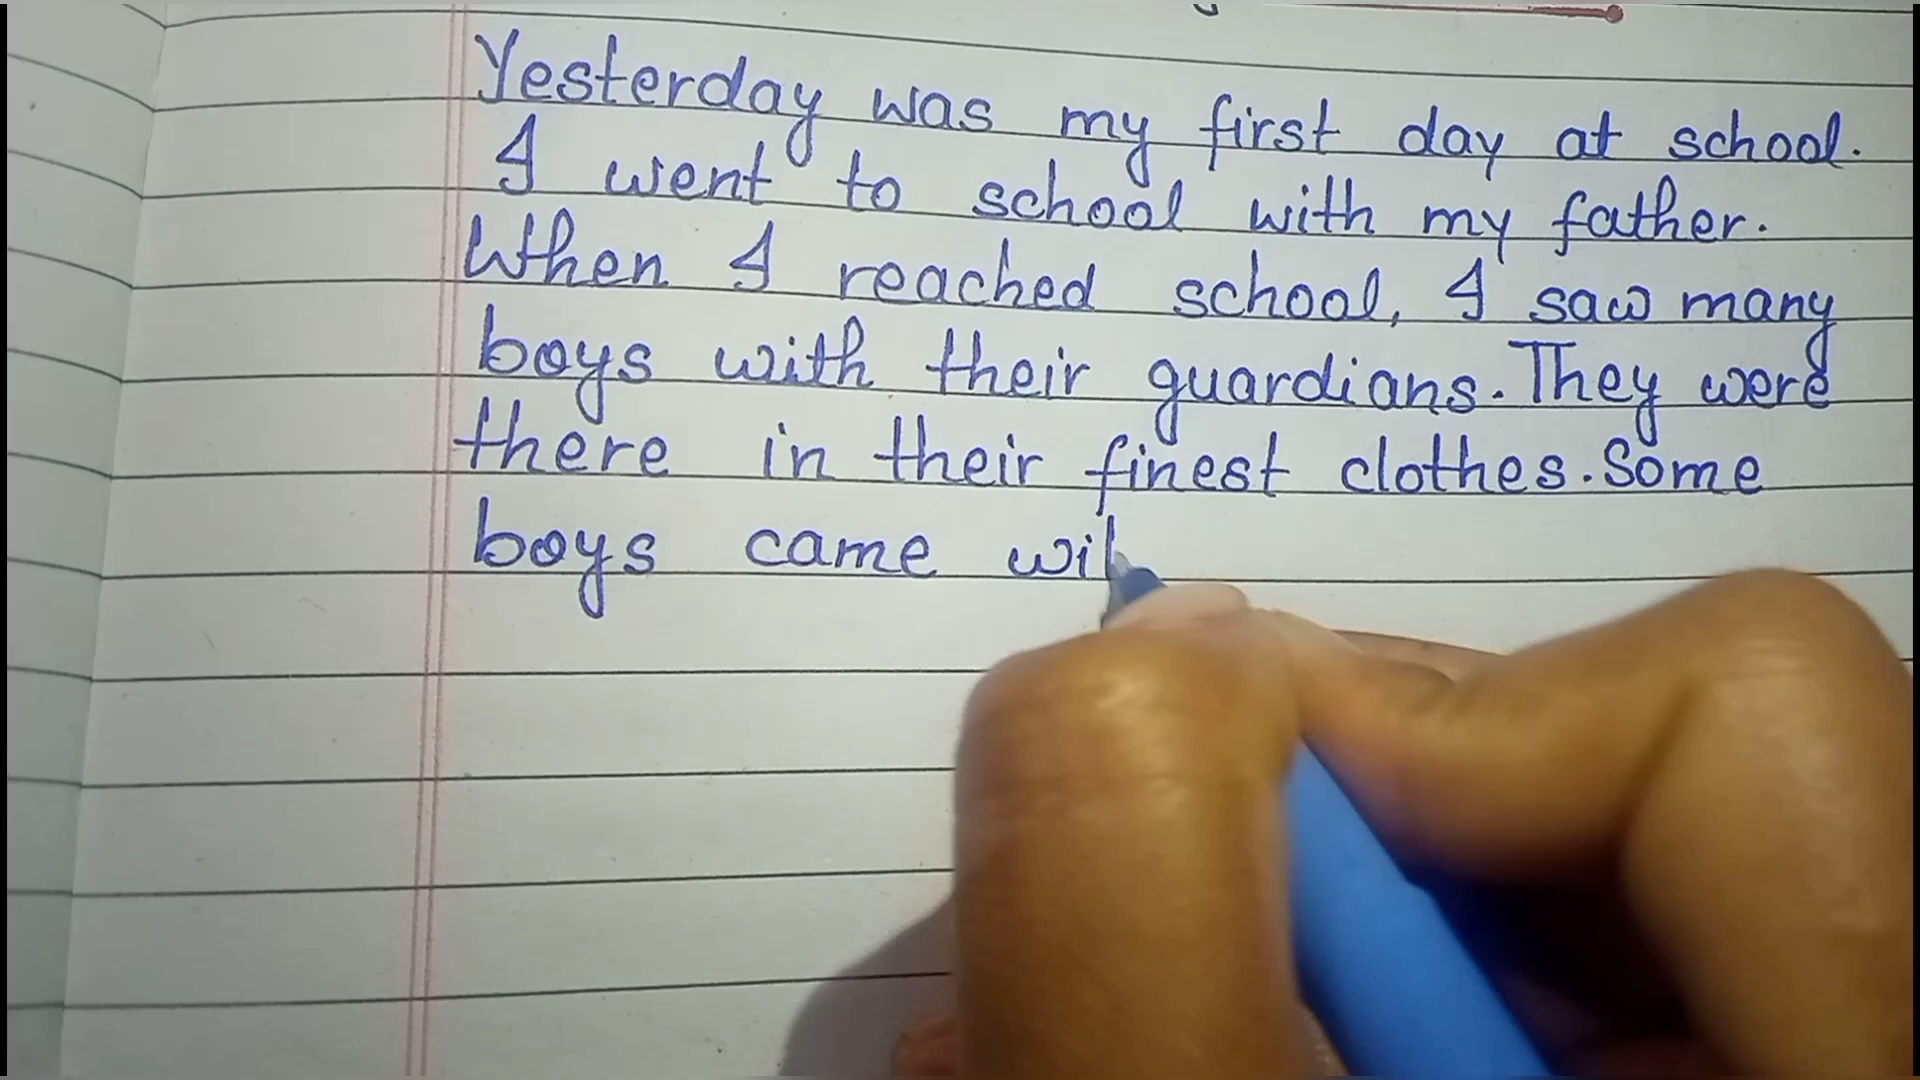 Yesterday was my first day at school.
I went to school with my father.
When I reached school, I saw many
boys with their guardians. They were
there in their finest clothes. Some
boys came wi